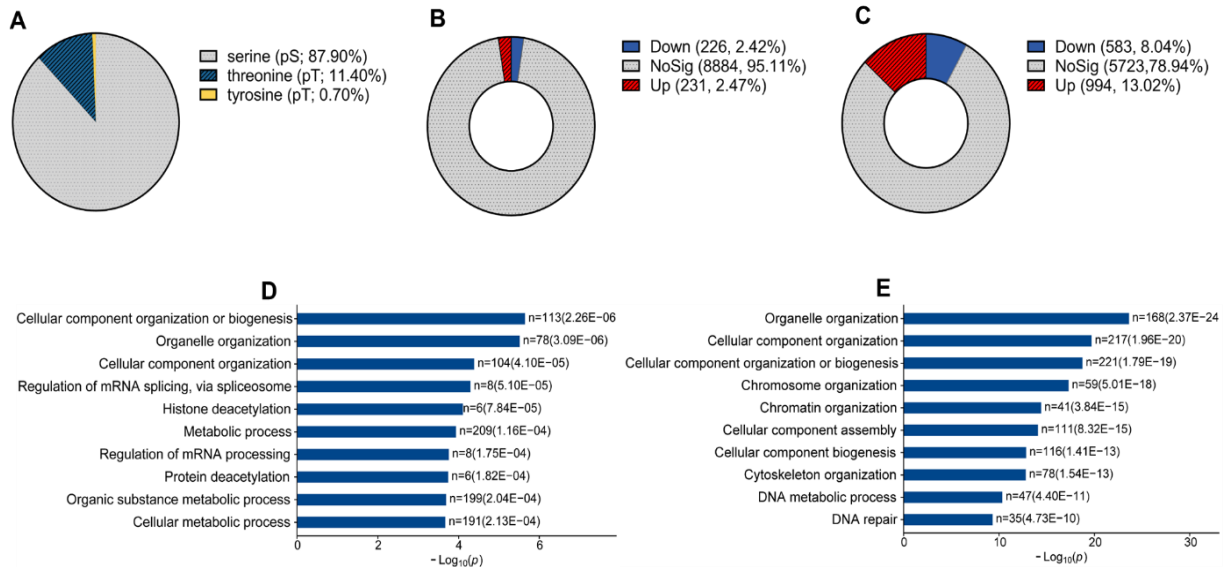 A
serine (pS; 87.90%)
threonine (pT; 11.40%)
tyrosine (pT; 0.70%)
B
Down (226, 2.42%)
NoSig (8884, 95.11%)
Up (231, 2.47%)
C
Down (583, 8.04%)
NoSig (5723,78.94%)
Up (994, 13.02%)
D
Cellular component organization or biogenesis n=113(2.26E−06
Organelle organization n=78(3.09E−06)
Cellular component organization n=104(4.10E−05)
Regulation of mRNA splicing, via spliceosome n=8(5.10E−05)
Histone deacetylation n=6(7.84E−05)
Metabolic process n=209(1.16E−04)
Regulation of mRNA processing n=8(1.75E−04)
Protein deacetylation n=6(1.82E−04)
Organic substance metabolic process n=199(2.04E−04)
Cellular metabolic process n=191(2.13E−04)
0 2 4 6
− Log10(p)
E
Organelle organization n=168(2.37E−24
Cellular component organization n=217(1.96E−20)
Cellular component organization or biogenesis n=221(1.79E−19)
Chromosome organization n=59(5.01E−18)
Chromatin organization n=41(3.84E−15)
Cellular component assembly n=111(8.32E−15)
Cellular component biogenesis n=116(1.41E−13)
Cytoskeleton organization n=78(1.54E−13)
DNA metabolic process n=47(4.40E−11)
DNA repair n=35(4.73E−10)
0 10 20 30
− Log10(p)